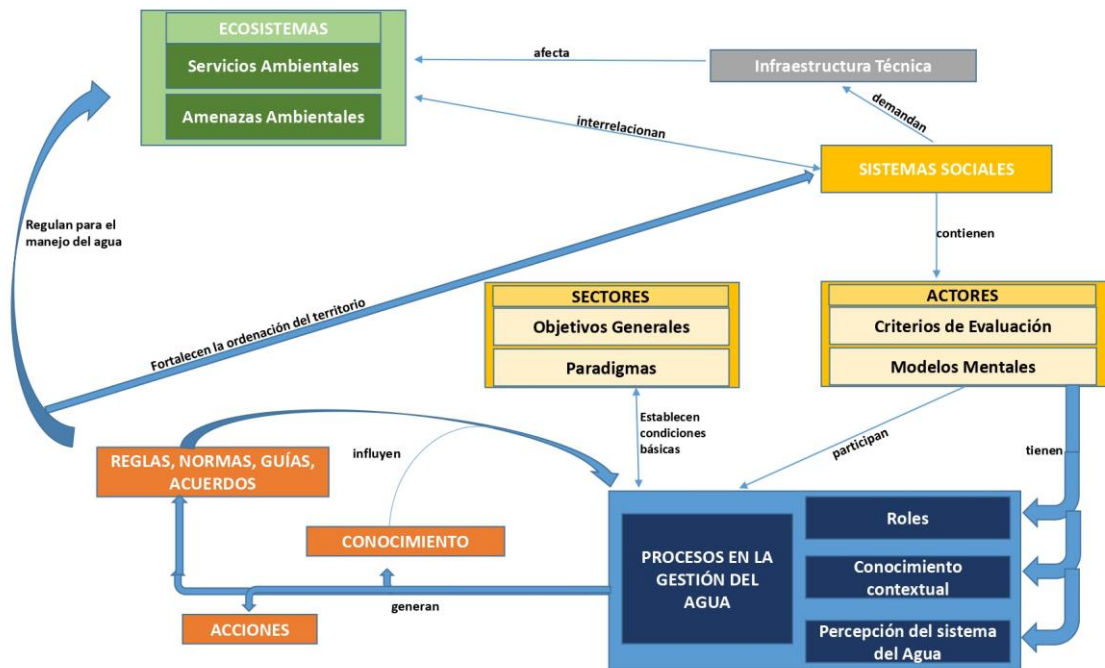 ECOSISTEMAS
Servicios Ambientales
Amenazas Ambientales
afecta
Infraestructura Técnica
demandan
interrelacionan
SISTEMAS SOCIALES
Regulan para el
manejo del agua
contienen
Fortalecen la ordenación del territorio
SECTORES
Objetivos Generales
Paradigmas
ACTORES
Criterios de Evaluación
Modelos Mentales
Establecen
condiciones
básicas
participan
tienen
influyen
REGLAS, NORMAS, GUÍAS,
ACUERDOS
CONOCIMIENTO
generan
ACCIONES
PROCESOS EN LA
GESTIÓN DEL
AGUA
Roles
Conocimiento
contextual
Percepción del sistema
del Agua